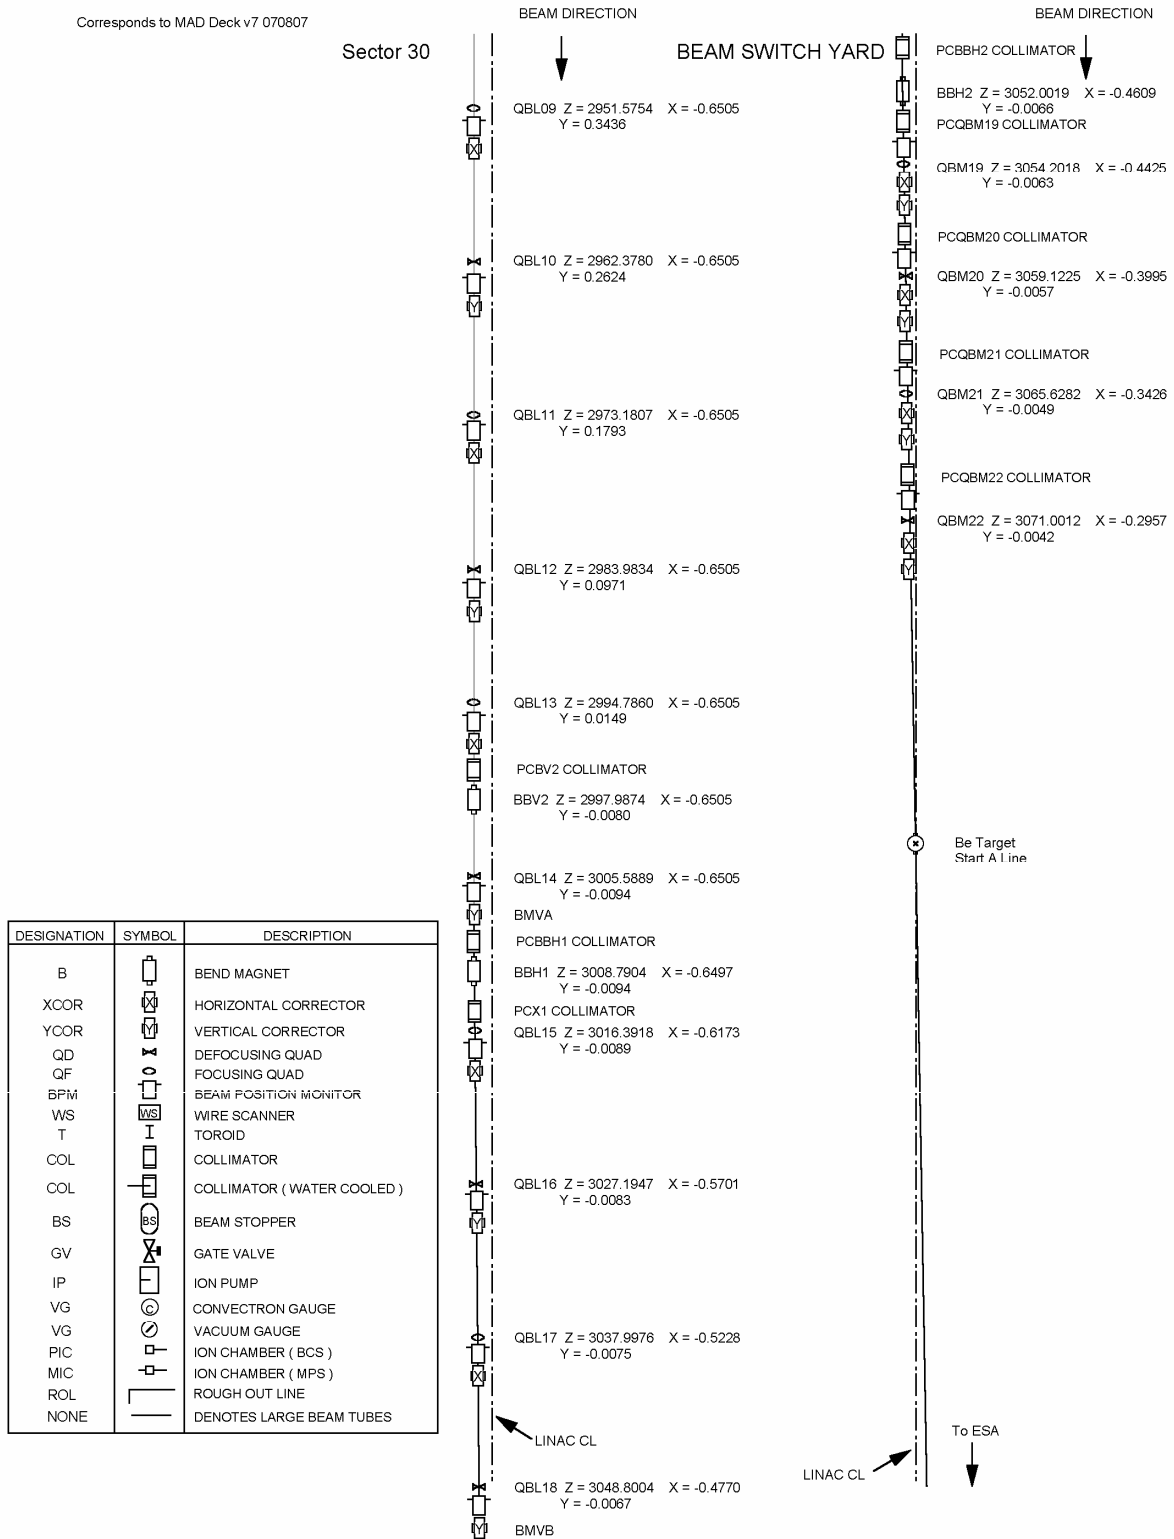 Corresponds to MAD Deck v7 070807
BEAM DIRECTION
Sector 30
QBL09 Z = 2951.5754 X = -0.6505
Y = 0.3436
X
QBL10 Z = 2962.3780 X = -0.6505
Y = 0.2624
Y
QBL11 Z = 2973.1807 X = -0.6505
Y = 0.1793
X
QBL12 Z = 2983.9834 X = -0.6505
Y = 0.0971
Y
QBL13 Z = 2994.7860 X = -0.6505
Y = 0.0149
X
PCBV2 COLLIMATOR
BBV2 Z = 2997.9874 X = -0.6505
Y = -0.0080
QBL14 Z = 3005.5889 X = -0.6505
Y = -0.0094
Y BMVA
PCBBH1 COLLIMATOR
BBH1 Z = 3008.7904 X = -0.6497
Y = -0.0094
PCX1 COLLIMATOR
QBL15 Z = 3016.3918 X = -0.6173
Y = -0.0089
X
QBL16 Z = 3027.1947 X = -0.5701
Y = -0.0083
Y
QBL17 Z = 3037.9976 X = -0.5228
Y = -0.0075
X
LINAC CL
QBL18 Z = 3048.8004 X = -0.4770
Y = -0.0067
Y BMVB
BEAM DIRECTION
BEAM SWITCH YARD
PCBBH2 COLLIMATOR
BBH2 Z = 3052.0019 X = -0.4609
Y = -0.0066
PCQBM19 COLLIMATOR
QBM19 Z = 3054.2018 X = -0.4425
X Y = -0.0063
Y
PCQBM20 COLLIMATOR
QBM20 Z = 3059.1225 X = -0.3995
X Y = -0.0057
Y
PCQBM21 COLLIMATOR
QBM21 Z = 3065.6282 X = -0.3426
X Y = -0.0049
Y
PCQBM22 COLLIMATOR
QBM22 Z = 3071.0012 X = -0.2957
X Y = -0.0042
Y
Be Target
Start A Line
To ESA
LINAC CL
DESIGNATION SYMBOL DESCRIPTION
B BEND MAGNET
XCOR X HORIZONTAL CORRECTOR
YCOR Y VERTICAL CORRECTOR
QD DEFOCUSING QUAD
QF FOCUSING QUAD
BPM BEAM POSITION MONITOR
WS WS WIRE SCANNER
T TOROID
COL COLLIMATOR
COL COLLIMATOR ( WATER COOLED )
BS BS BEAM STOPPER
GV GATE VALVE
IP ION PUMP
VG C CONVECTRON GAUGE
VG VACUUM GAUGE
PIC ION CHAMBER ( BCS )
MIC ION CHAMBER ( MPS )
ROL ROUGH OUT LINE
NONE DENOTES LARGE BEAM TUBES